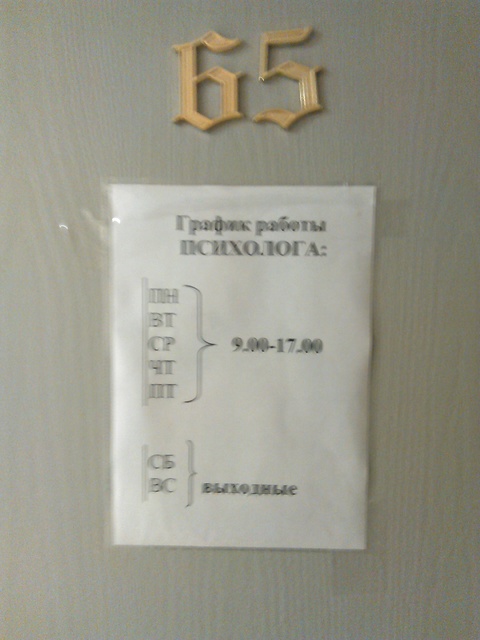 65
График работы
ПСИХОЛОГА:
ПН
ВТ
СР 9.00-17.00
ЧТ
ПТ
СБ
ВС выходные